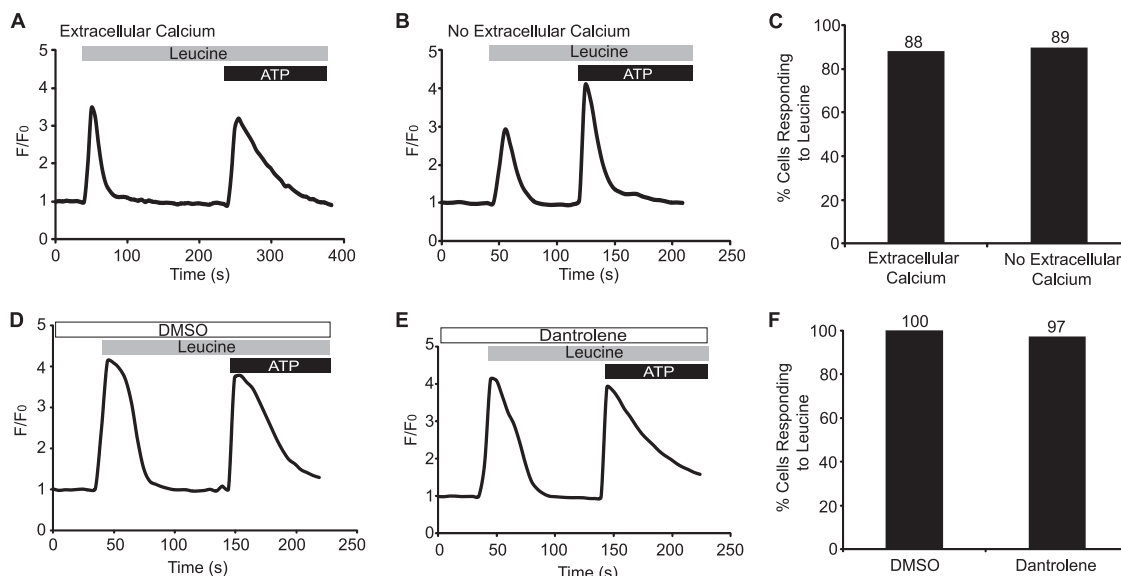 A
Extracellular Calcium
Leucine
ATP
5
4
3
2
1
0
F/F0
0 100 200 300 400
Time (s)
B
No Extracellular Calcium
Leucine
ATP
5
4
3
2
1
0
F/F0
0 50 100 150 200 250
Time (s)
C
% Cells Responding
to Leucine
100
80
60
40
20
0
88
89
Extracellular
Calcium
No Extracellular
Calcium
D
DMSO
Leucine
ATP
5
4
3
2
1
0
F/F0
0 50 100 150 200 250
Time (s)
E
Dantrolene
Leucine
ATP
5
4
3
2
1
0
F/F0
0 50 100 150 200 250
Time (s)
F
% Cells Responding
to Leucine
100
80
60
40
20
0
100
97
DMSO
Dantrolene